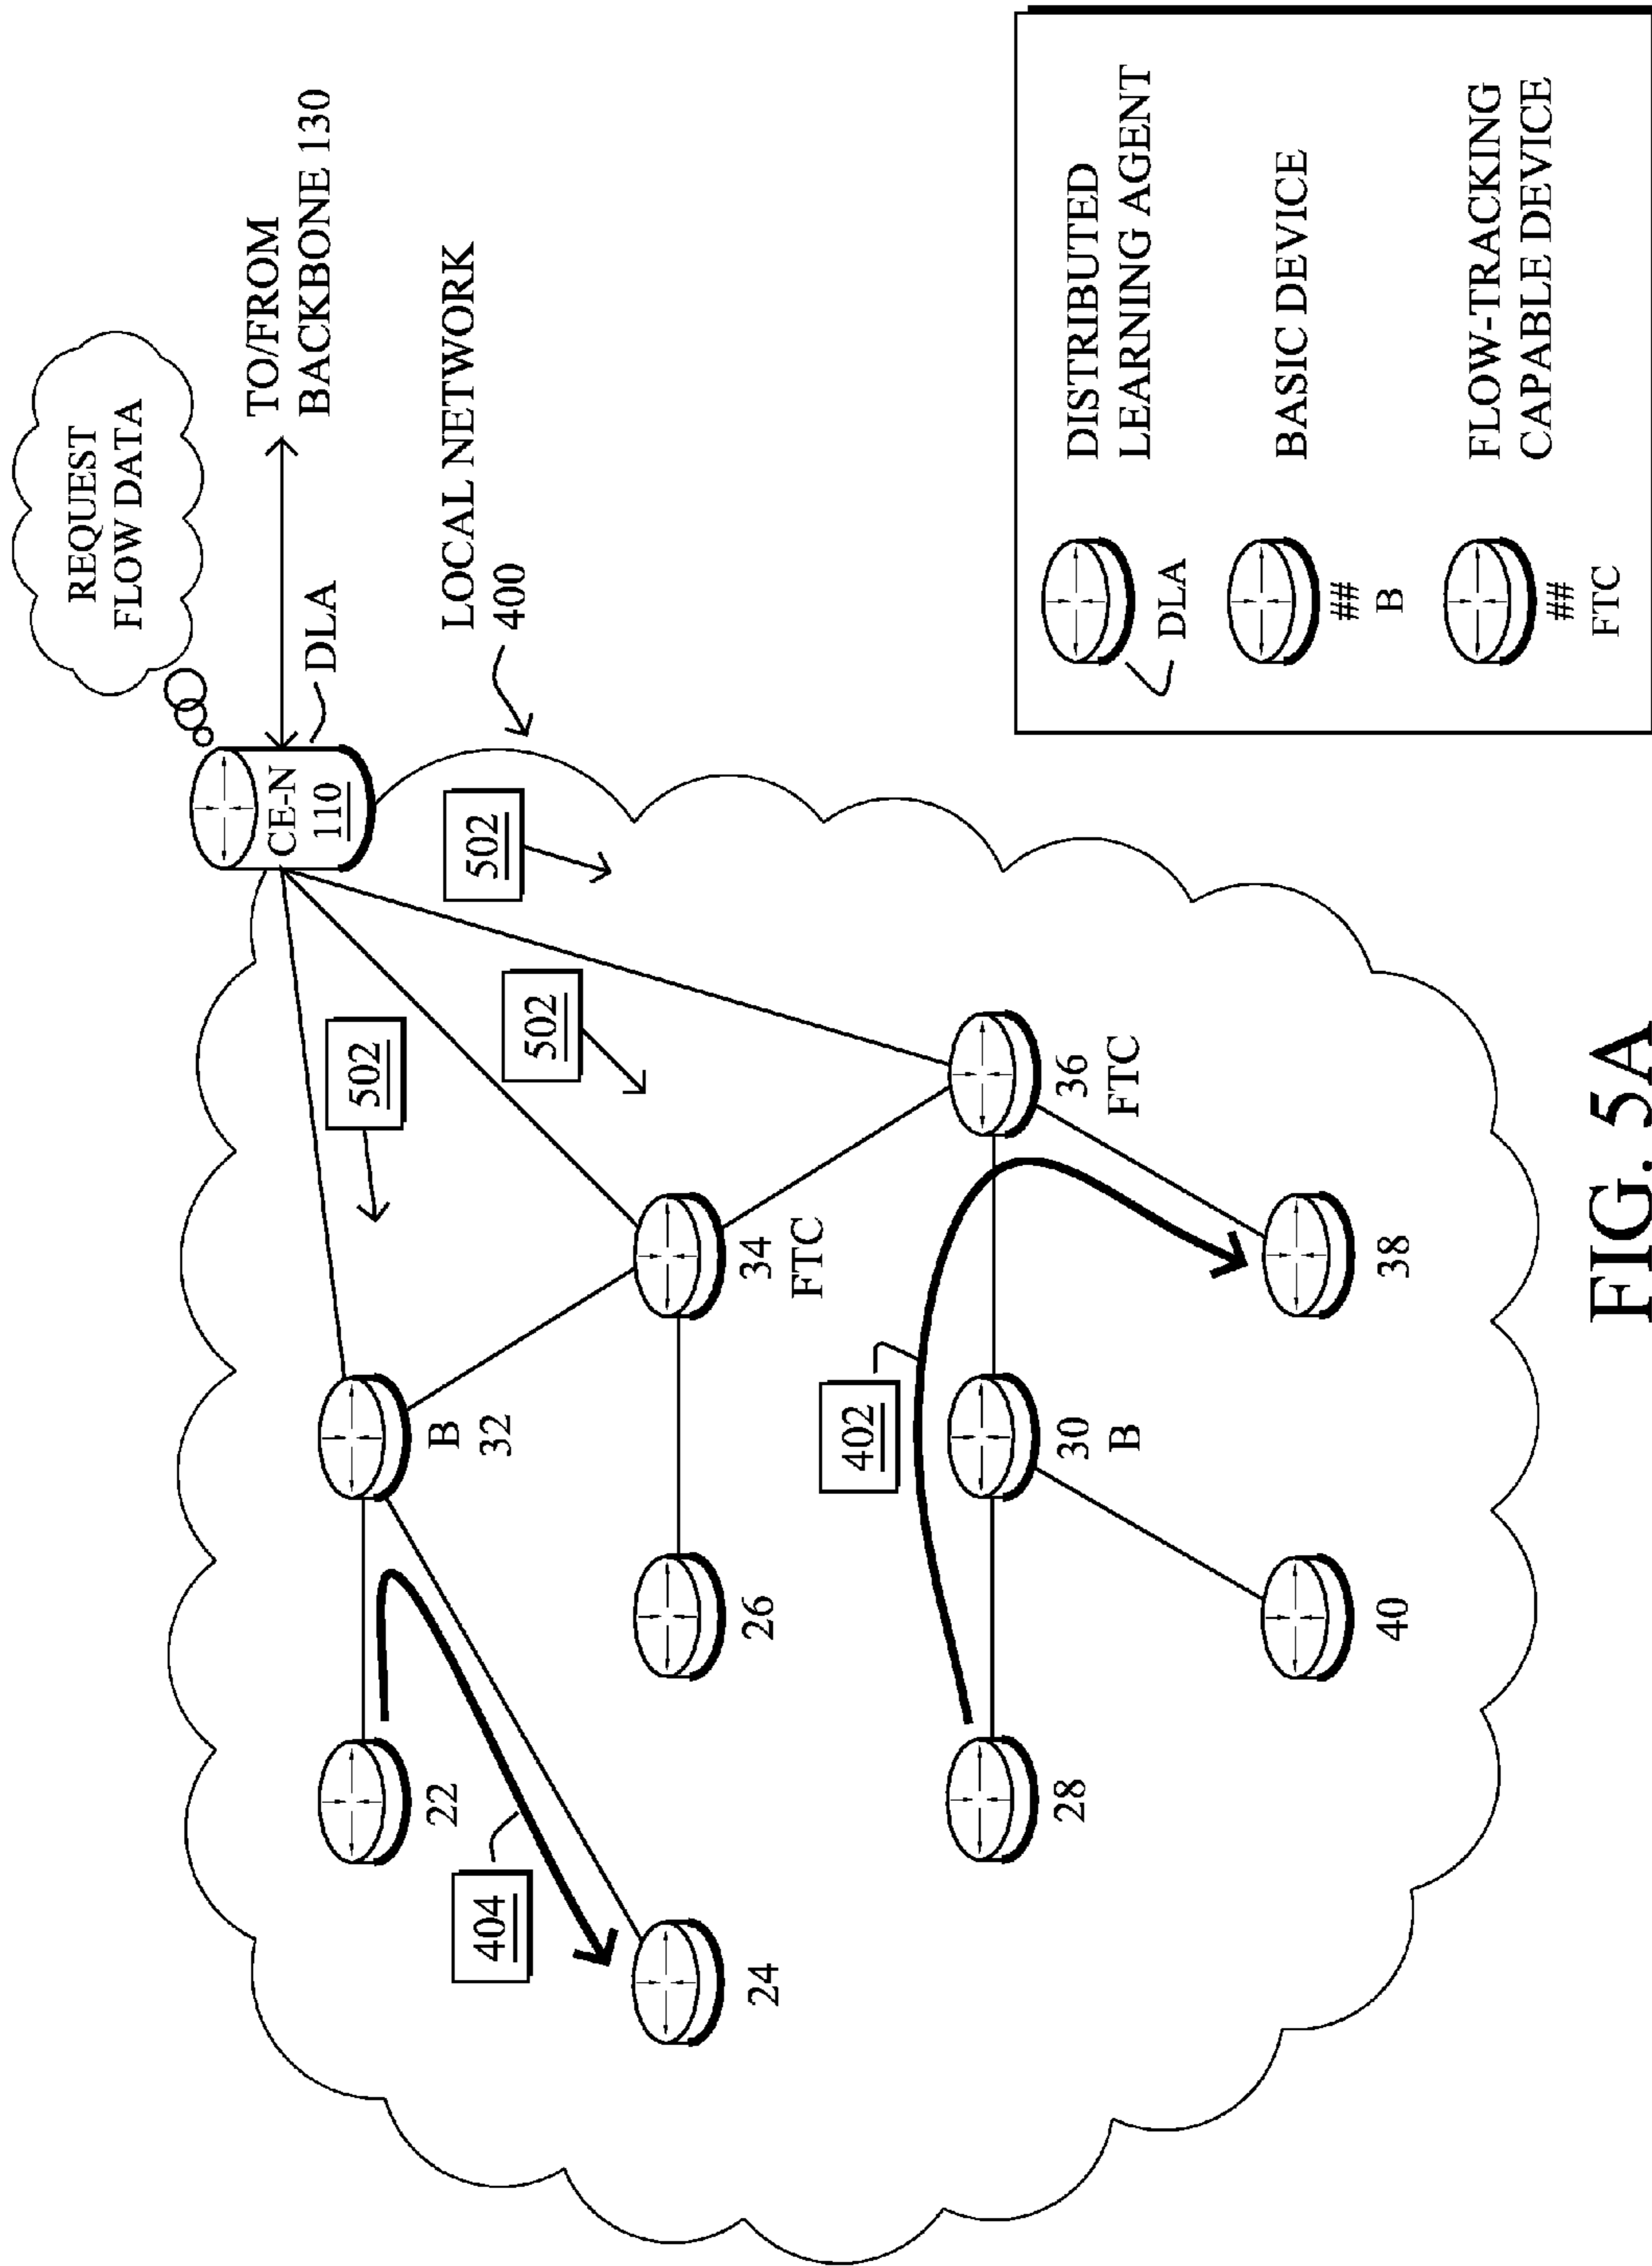 REQUEST
FLOW DATA
TO/FROM
BACKBONE 130
CE-N
110
DLA
LOCAL NETWORK
400
502
502
502
22
404
24
B
32
34
FTC
26
402
36
FTC
30
B
28
38
40
DLA
DISTRIBUTED
LEARNING AGENT
##
B
BASIC DEVICE
##
FTC
FLOW-TRACKING
CAPABLE DEVICE
FIG. 5A